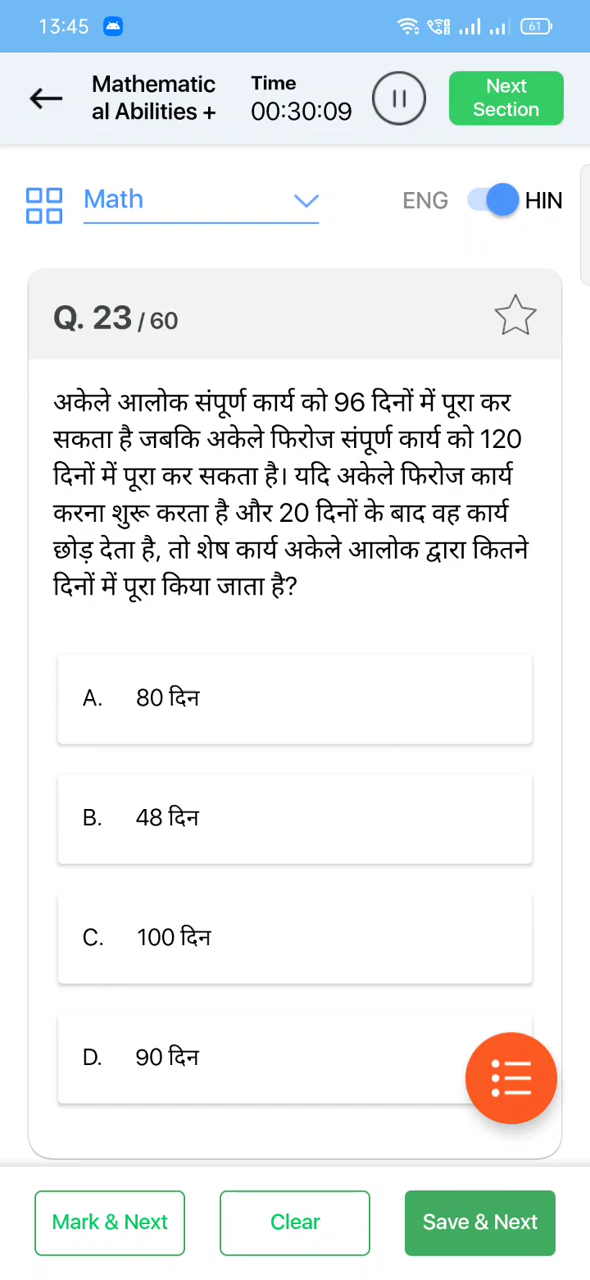 13:45
61
Mathematic
al Abilities +
Time
00:30:09
Next
Section
Math
ENG
HIN
Q. 23 / 60
अकेले आलोक संपूर्ण कार्य को 96 दिनों में पूरा कर
सकता है जबकि अकेले फिरोज संपूर्ण कार्य को 120
दिनों में पूरा कर सकता है। यदि अकेले फिरोज कार्य
करना शुरू करता है और 20 दिनों के बाद वह कार्य
छोड़ देता है, तो शेष कार्य अकेले आलोक द्वारा कितने
दिनों में पूरा किया जाता है?
A. 80 दिन
B. 48 दिन
C. 100 दिन
D. 90 दिन
Mark & Next
Clear
Save & Next